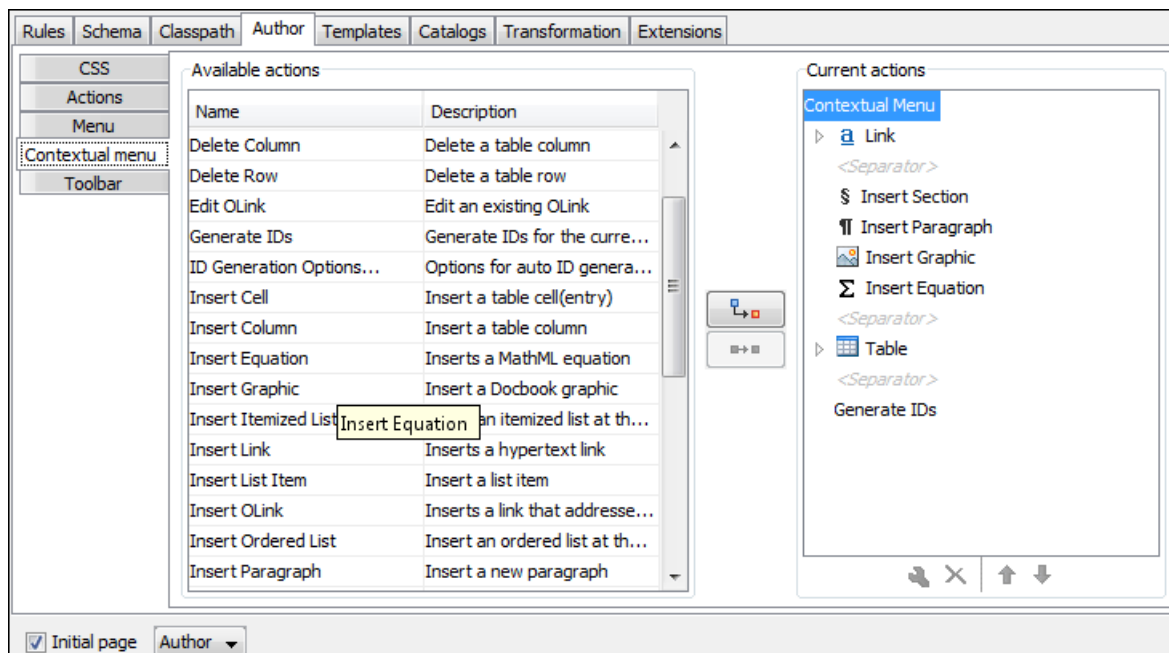 Rules Schema Classpath Author Templates Catalogs Transformation Extensions
CSS
Actions
Menu
Contextual menu
Toolbar
Available actions
Name Description
Delete Column Delete a table column
Delete Row Delete a table row
Edit OLink Edit an existing OLink
Generate IDs Generate IDs for the curre...
ID Generation Options... Options for auto ID genera...
Insert Cell Insert a table cell(entry)
Insert Column Insert a table column
Insert Equation Inserts a MathML equation
Insert Graphic Insert a Docbook graphic
Insert Itemized List an itemized list at th...
Insert Equation
Insert Link Inserts a hypertext link
Insert List Item Insert a list item
Insert OLink Inserts a link that addresse...
Insert Ordered List Insert an ordered list at th...
Insert Paragraph Insert a new paragraph
Current actions
Contextual Menu
a Link
<Separator>
§ Insert Section
¶ Insert Paragraph
Insert Graphic
Σ Insert Equation
<Separator>
Table
<Separator>
Generate IDs
Initial page Author